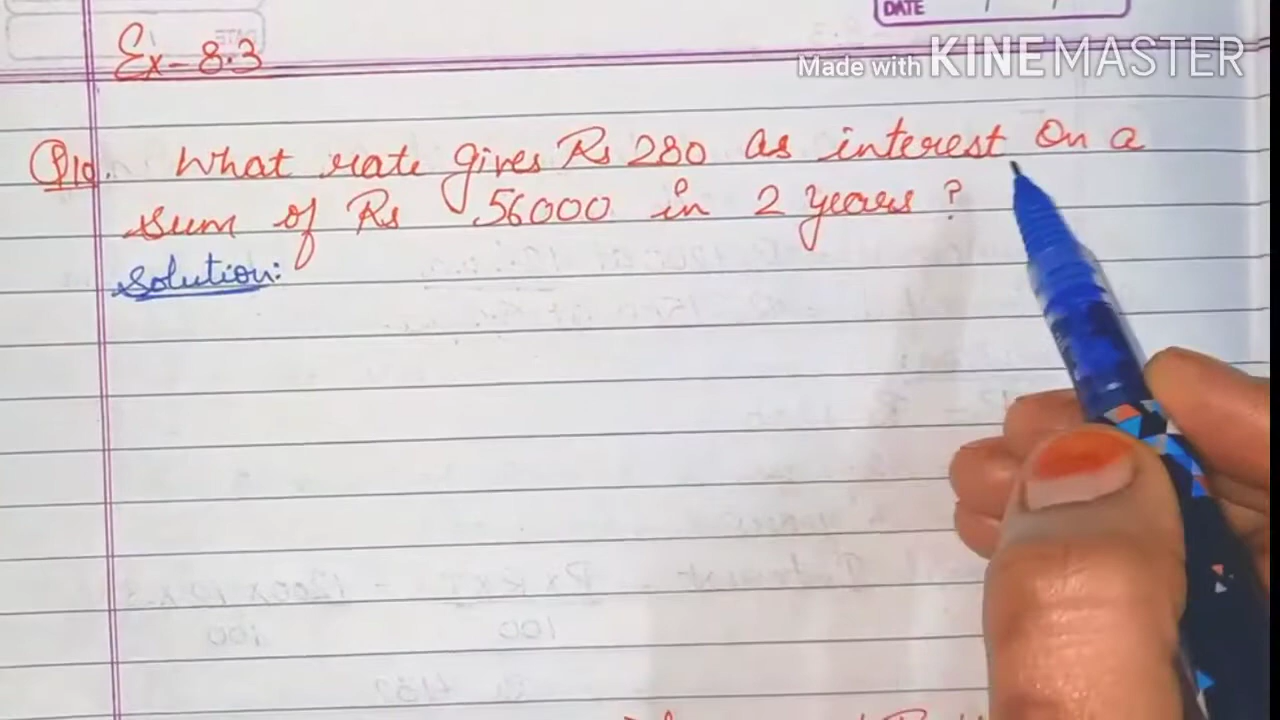 DATE
Made with KINEMASTER
Ex-8.3
Q10. What rate gives Rs 280 as interest on a
sum of Rs 56000 in 2 years?
Solution: